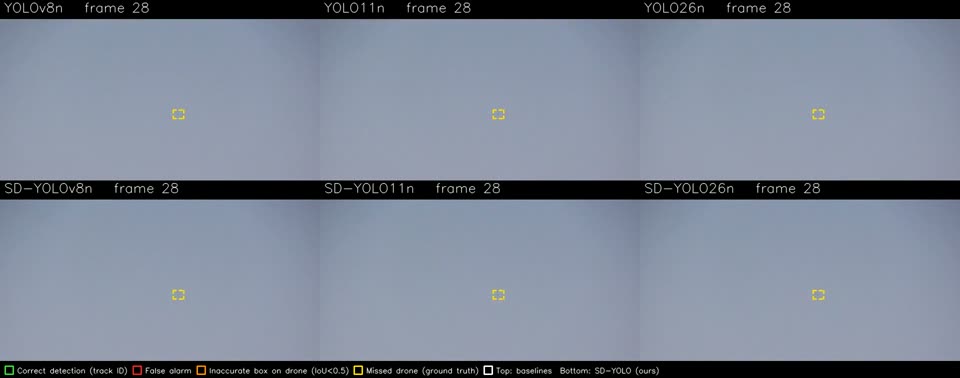 YOLOv8n frame 28
YOLO11n frame 28
YOLO26n frame 28
SD-YOLOv8n frame 28
SD-YOLO11n frame 28
SD-YOLO26n frame 28
Correct detection (track ID) False alarm Inaccurate box on drone (IoU<0.5) Missed drone (ground truth) Top: baselines Bottom: SD-YOLO (ours)